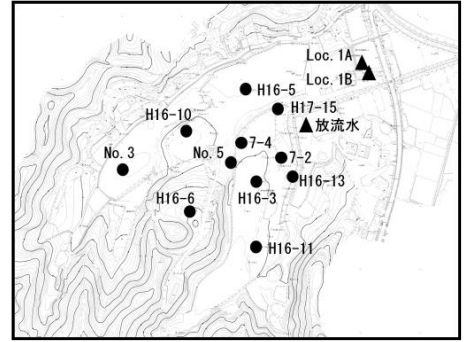 Loc. 1A
Loc. 1B
H16-5
H17-15
H16-10
放流水
7-4
No. 3
No. 5
7-2
H16-13
H16-3
H16-6
H16-11